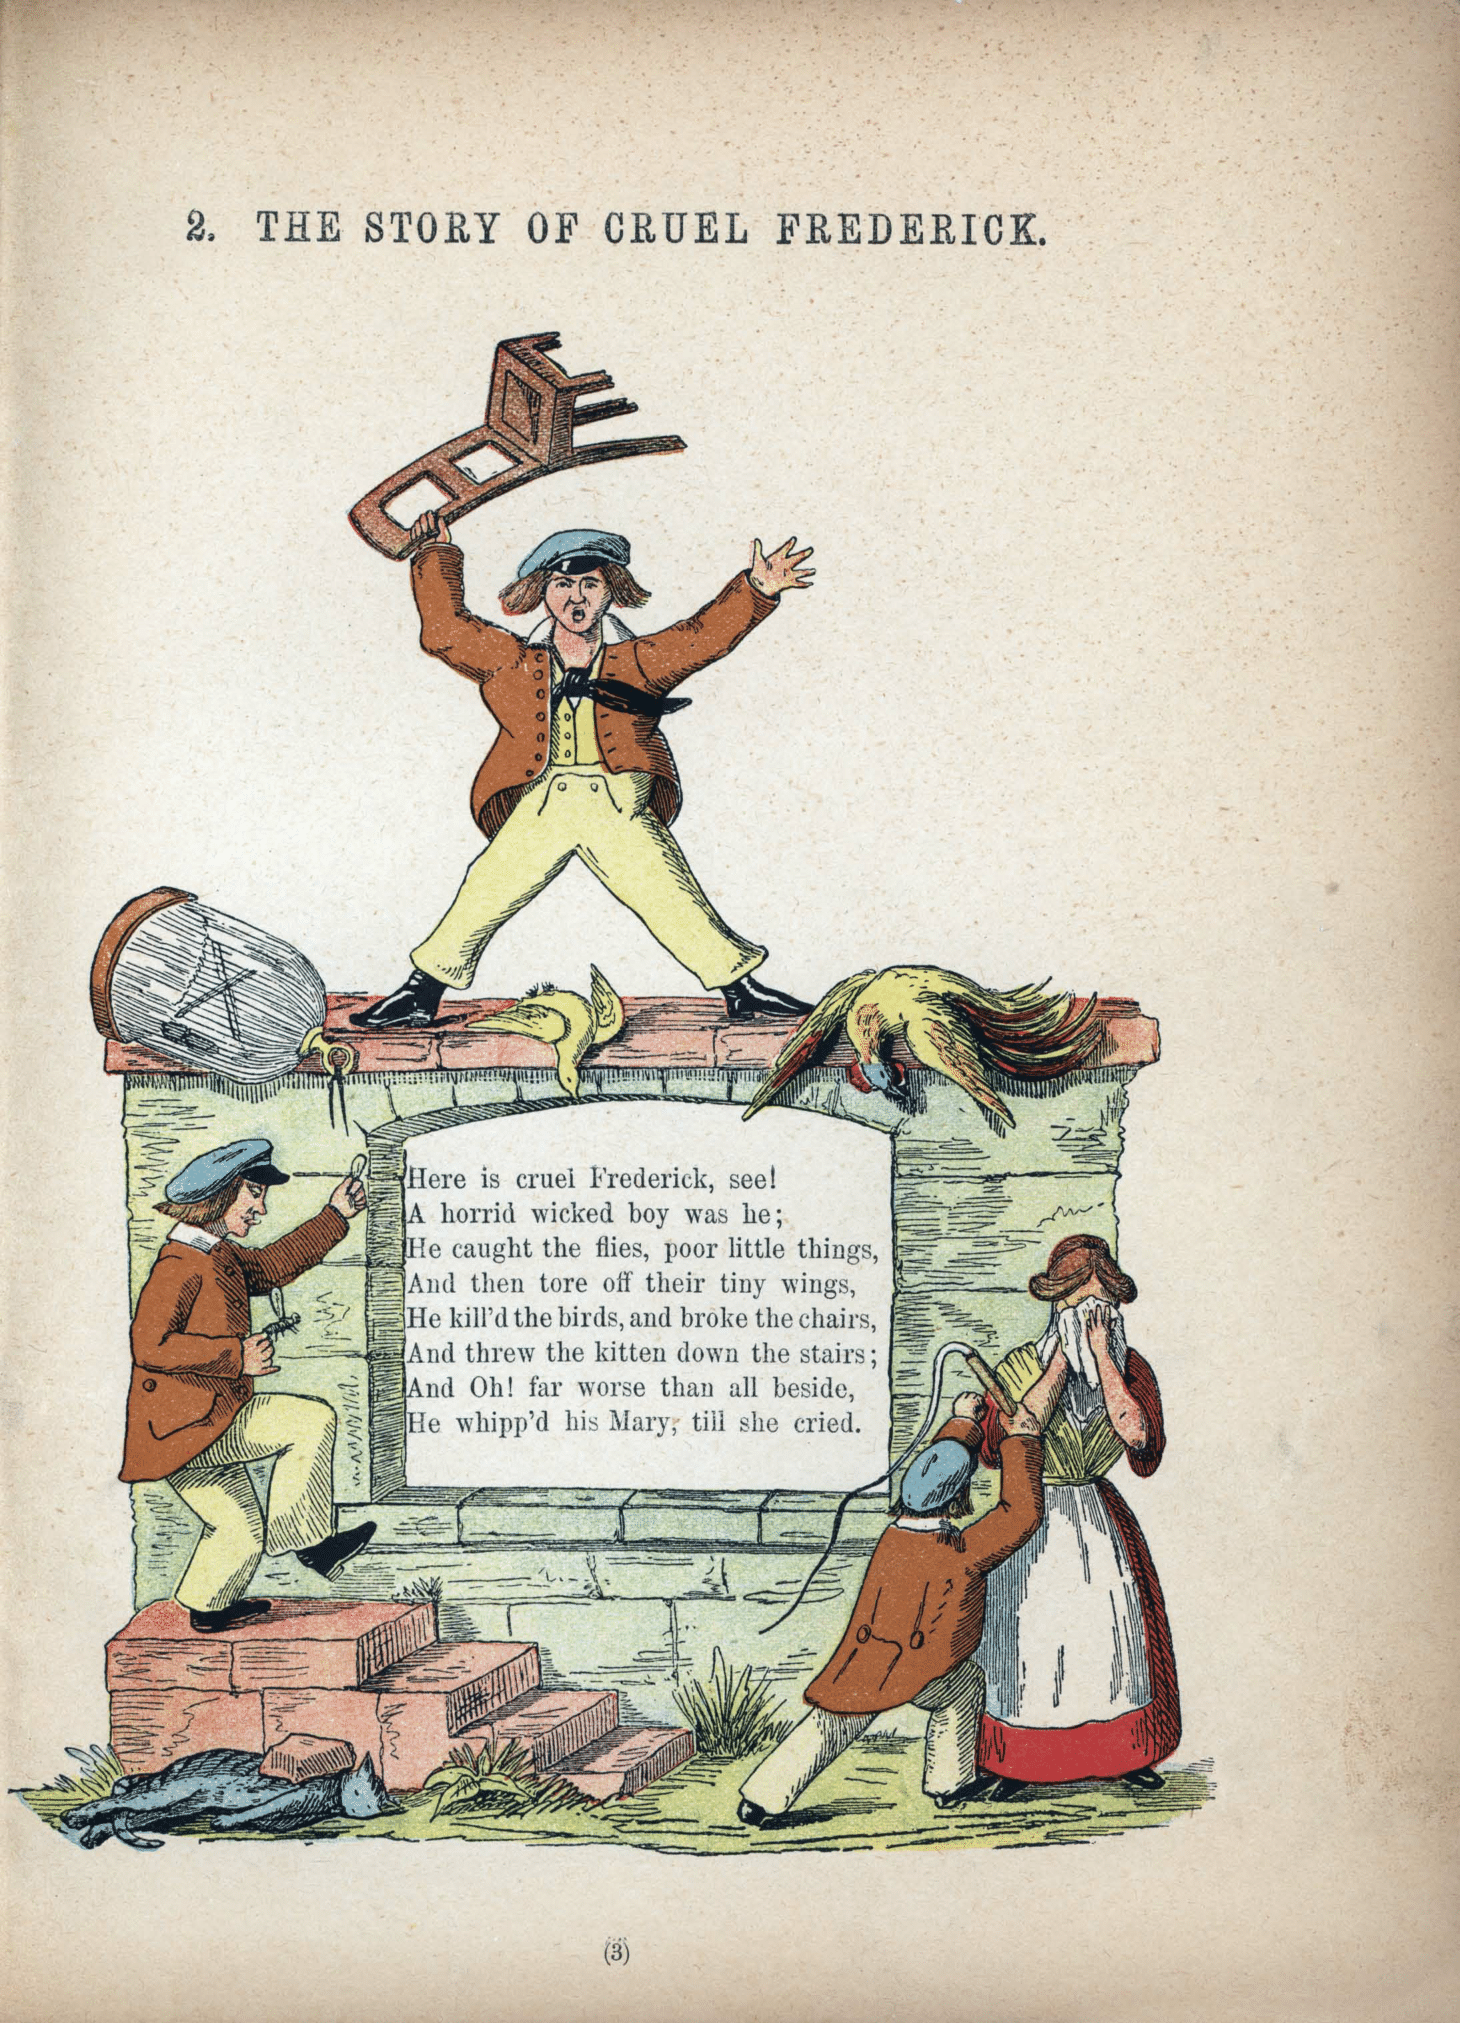 2. THE STORY OF CRUEL FREDERICK.
Here is cruel Frederick, see!
A horrid wicked boy was he;
He caught the flies, poor little things,
And then tore off their tiny wings,
He kill'd the birds, and broke the chairs,
And threw the kitten down the stairs;
And Oh! far worse than all beside,
He whipp'd his Mary, till she cried.
(3)